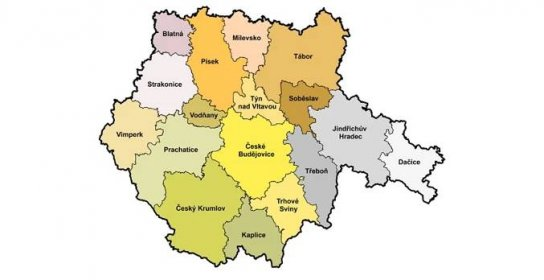 Blatná
Milevsko
Písek
Tábor
Strakonice
Soběslav
Týn
nad Vltavou
Vodňany
Vimperk
Jindřichův
Hradec
Prachatice
České
Budějovice
Dačice
Třeboň
Trhové
Sviny
Český Krumlov
Kaplice